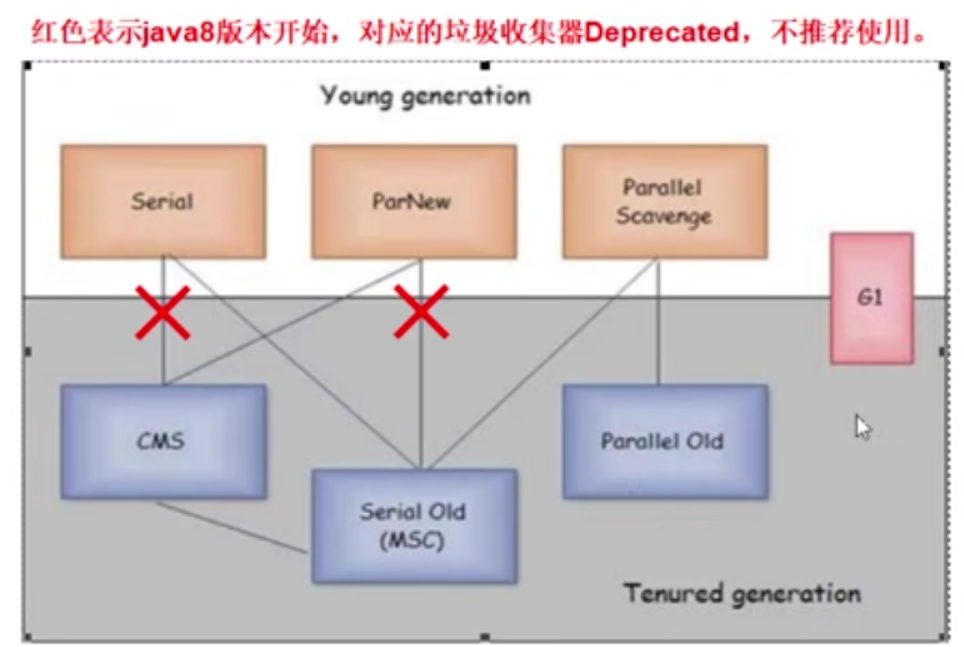 红色表示java8版本开始，对应的垃圾收集器Deprecated，不推荐使用。
Young generation
Serial
ParNew
Parallel
Scavenge
G1
CMS
Serial Old
(MSC)
Parallel Old
Tenured generation